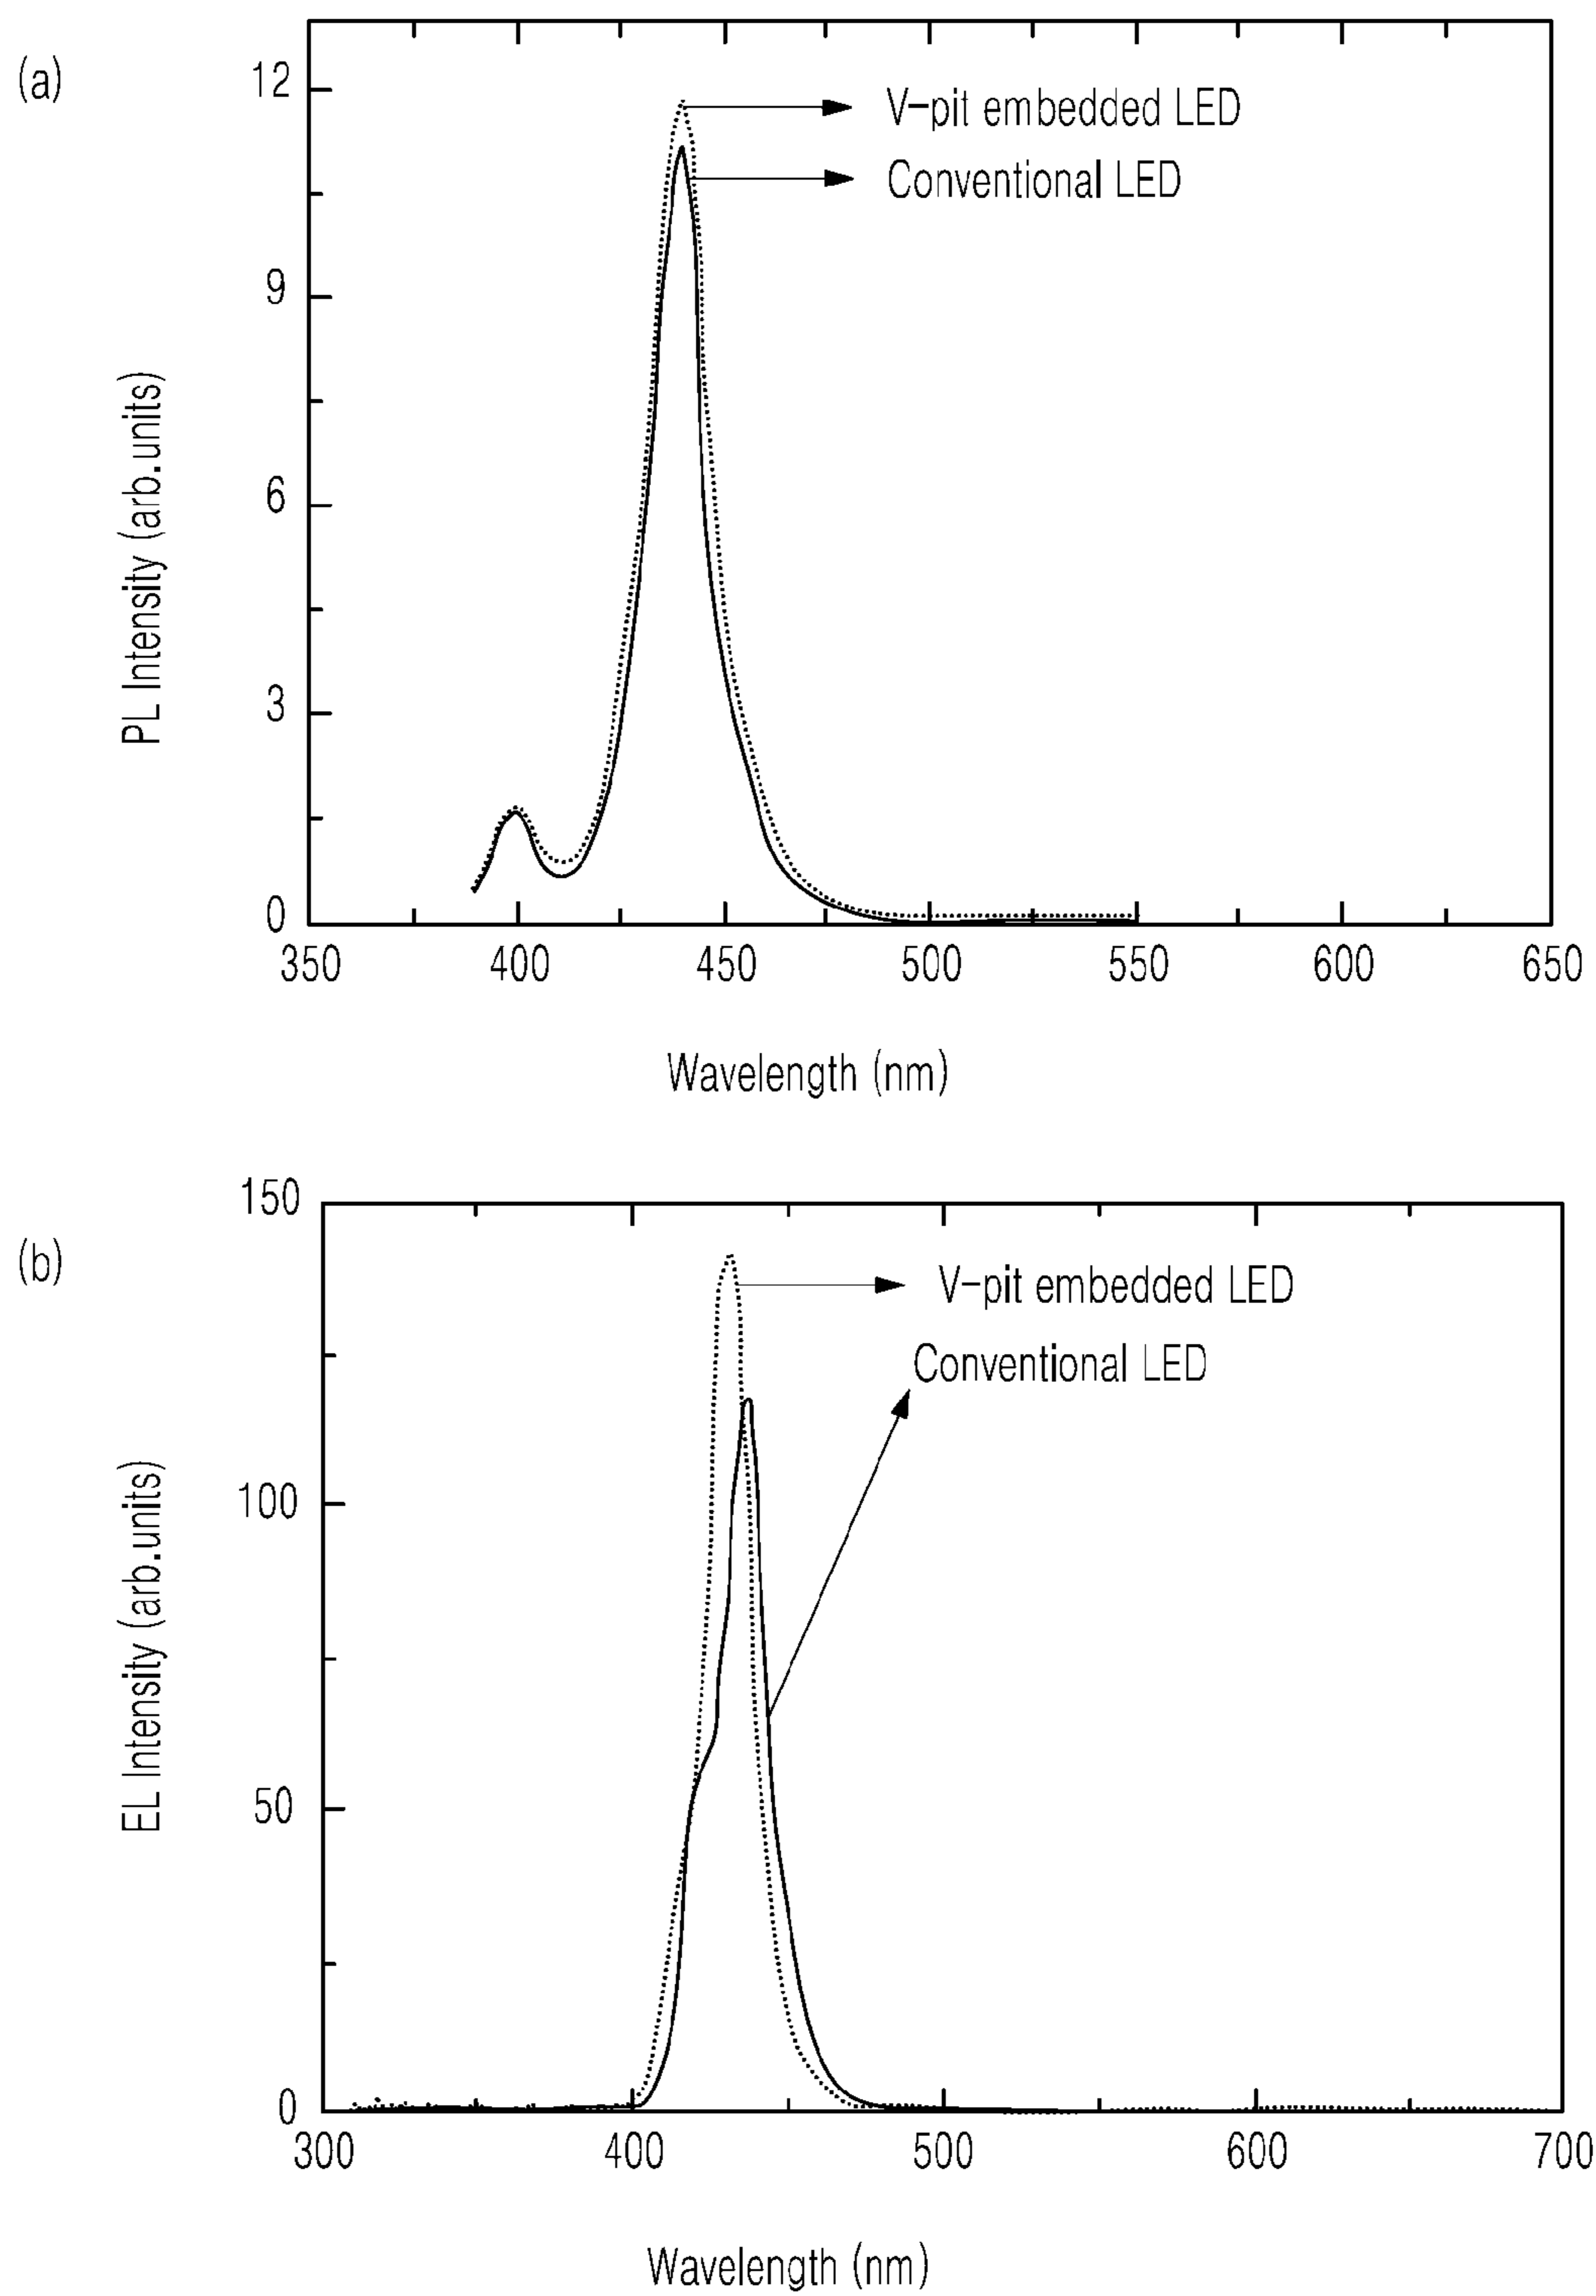 (a)
12
V-pit embedded LED
Conventional LED
9
6
3
0
PL Intensity (arb.units)
350 400 450 500 550 600 650
Wavelength (nm)
(b)
150
V-pit embedded LED
Conventional LED
100
50
0
EL Intensity (arb.units)
300 400 500 600 700
Wavelength (nm)